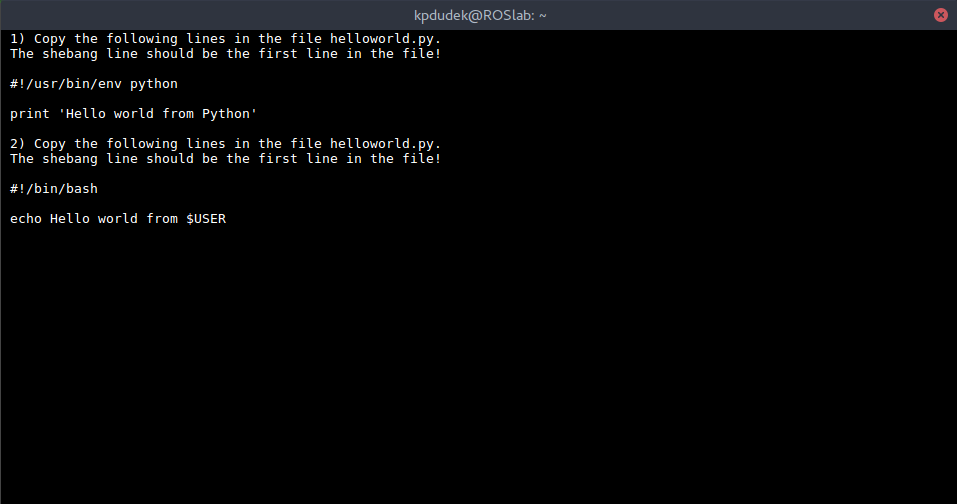 kpdudek@ROSlab: ~
1) Copy the following lines in the file helloworld.py.
The shebang line should be the first line in the file!
#!/usr/bin/env python
print 'Hello world from Python'
2) Copy the following lines in the file helloworld.py.
The shebang line should be the first line in the file!
#!/bin/bash
echo Hello world from $USER